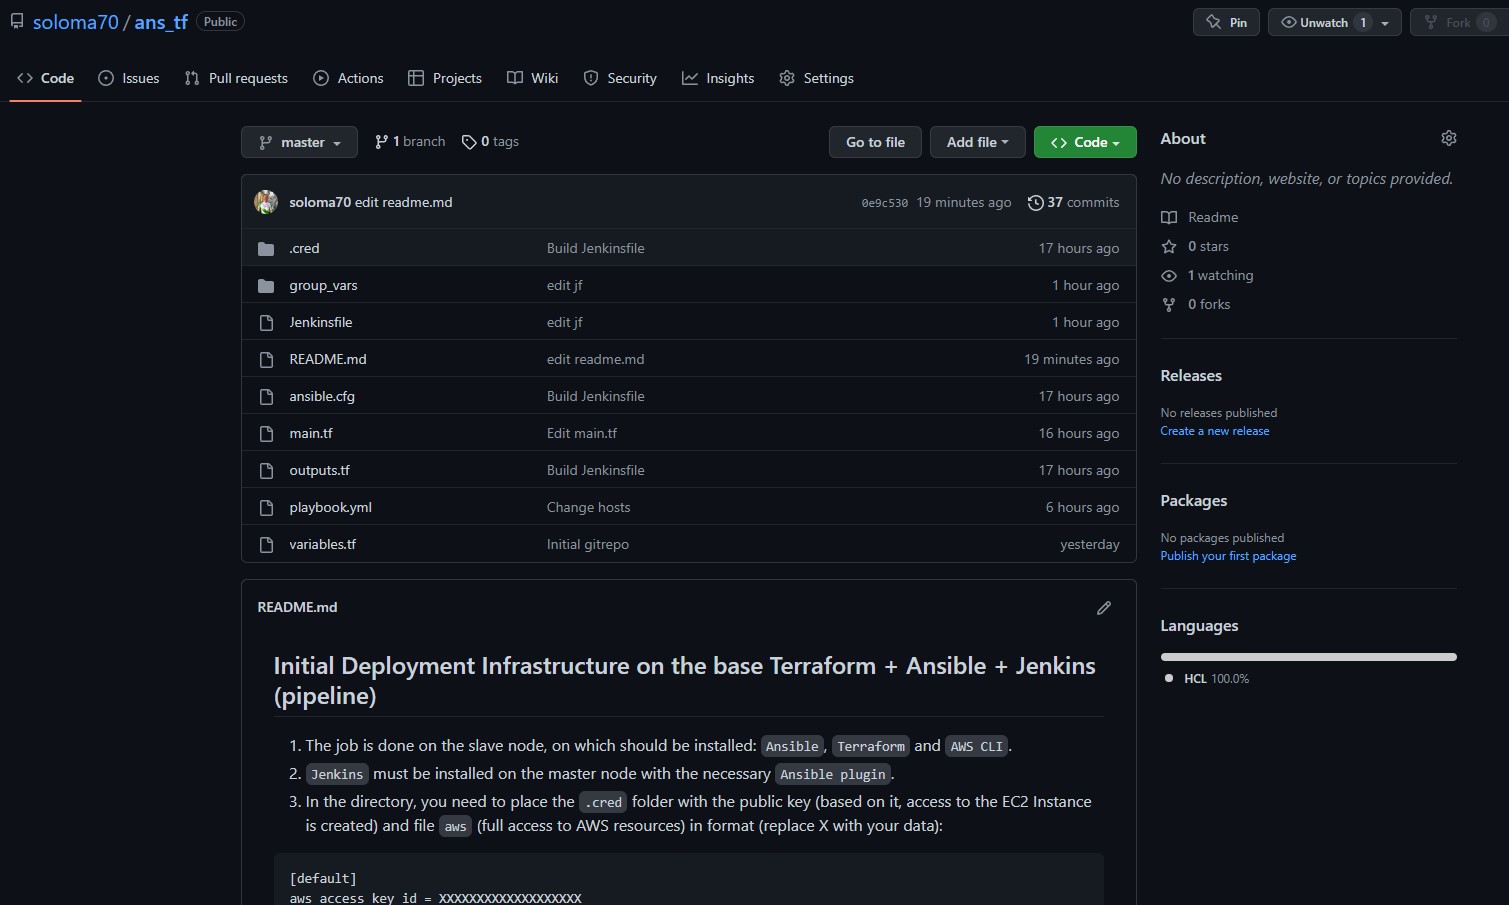 soloma70 / ans_tf Public
Pin
Unwatch 1
Fork 0
Code Issues Pull requests Actions Projects Wiki Security Insights Settings
master 1 branch 0 tags Go to file Add file Code
soloma70 edit readme.md 0e9c530 19 minutes ago 37 commits
.cred Build Jenkinsfile 17 hours ago
group_vars edit jf 1 hour ago
Jenkinsfile edit jf 1 hour ago
README.md edit readme.md 19 minutes ago
ansible.cfg Build Jenkinsfile 17 hours ago
main.tf Edit main.tf 16 hours ago
outputs.tf Build Jenkinsfile 17 hours ago
playbook.yml Change hosts 6 hours ago
variables.tf Initial gitrepo yesterday
README.md
Initial Deployment Infrastructure on the base Terraform + Ansible + Jenkins
(pipeline)
1. The job is done on the slave node, on which should be installed: Ansible, Terraform and AWS CLI.
2. Jenkins must be installed on the master node with the necessary Ansible plugin.
3. In the directory, you need to place the .cred folder with the public key (based on it, access to the EC2 Instance
is created) and file aws (full access to AWS resources) in format (replace X with your data):
[default]
aws_access_key_id = XXXXXXXXXXXXXXXXXXX
About
No description, website, or topics provided.
Readme
0 stars
1 watching
0 forks
Releases
No releases published
Create a new release
Packages
No packages published
Publish your first package
Languages
HCL 100.0%